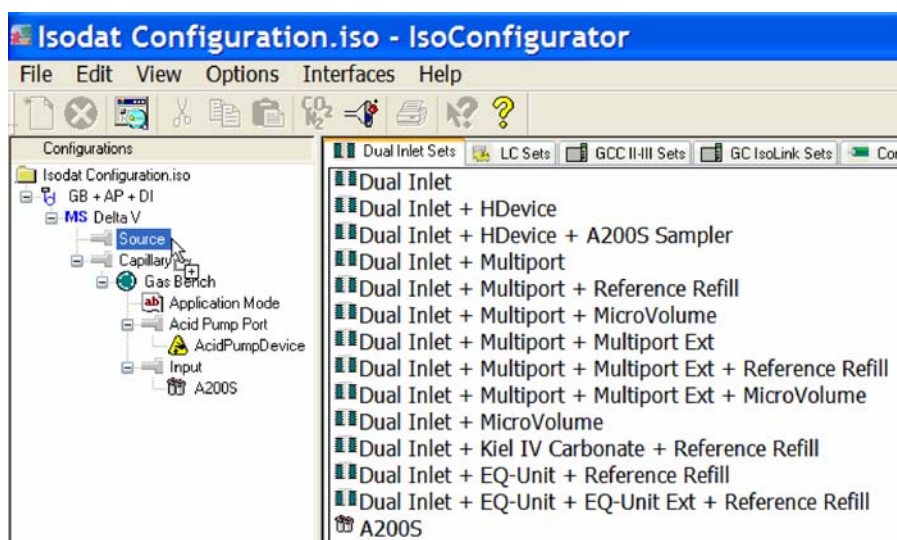 Isodat Configuration.iso - IsoConfigurator
File Edit View Options Interfaces Help
CO2 N2
Configurations
Isodat Configuration.iso
GB + AP + DI
MS Delta V
Source
Capillary
Gas Bench
ab Application Mode
Acid Pump Port
AcidPumpDevice
Input
A200S
Dual Inlet Sets LC Sets GCC II-III Sets GC IsoLink Sets
Dual Inlet
Dual Inlet + HDevice
Dual Inlet + HDevice + A200S Sampler
Dual Inlet + Multiport
Dual Inlet + Multiport + Reference Refill
Dual Inlet + Multiport + MicroVolume
Dual Inlet + Multiport + Multiport Ext
Dual Inlet + Multiport + Multiport Ext + Reference Refill
Dual Inlet + Multiport + Multiport Ext + MicroVolume
Dual Inlet + MicroVolume
Dual Inlet + Kiel IV Carbonate + Reference Refill
Dual Inlet + EQ-Unit + Reference Refill
Dual Inlet + EQ-Unit + EQ-Unit Ext + Reference Refill
A200S